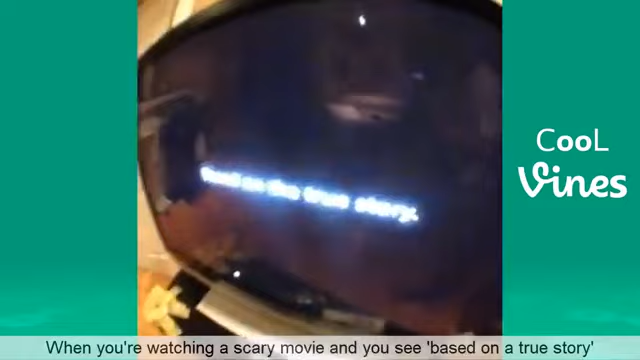 Based on the true story.
CooL
Vines
When you're watching a scary movie and you see 'based on a true story'